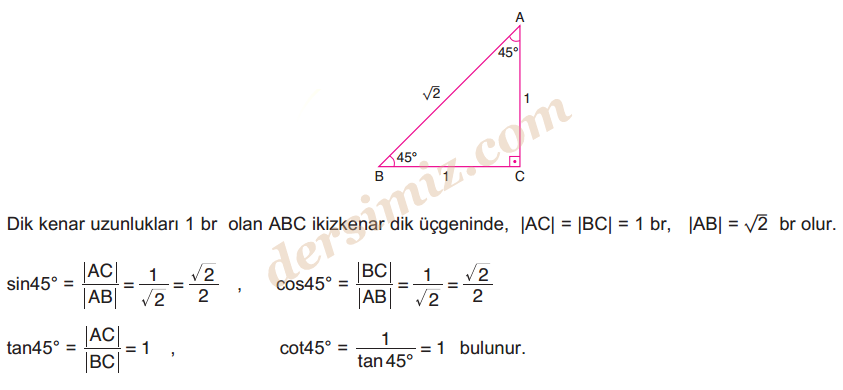 A
45°
√2
1
45°
B
1
C
dersimiz.com
Dik kenar uzunlukları 1 br olan ABC ikizkenar dik üçgeninde, |AC| = |BC| = 1 br, |AB| = √2 br olur.
sin45° = |AC|/|AB| = 1/√2 = √2/2 , cos45° = |BC|/|AB| = 1/√2 = √2/2
tan45° = |AC|/|BC| = 1 , cot45° = 1/tan 45° = 1 bulunur.